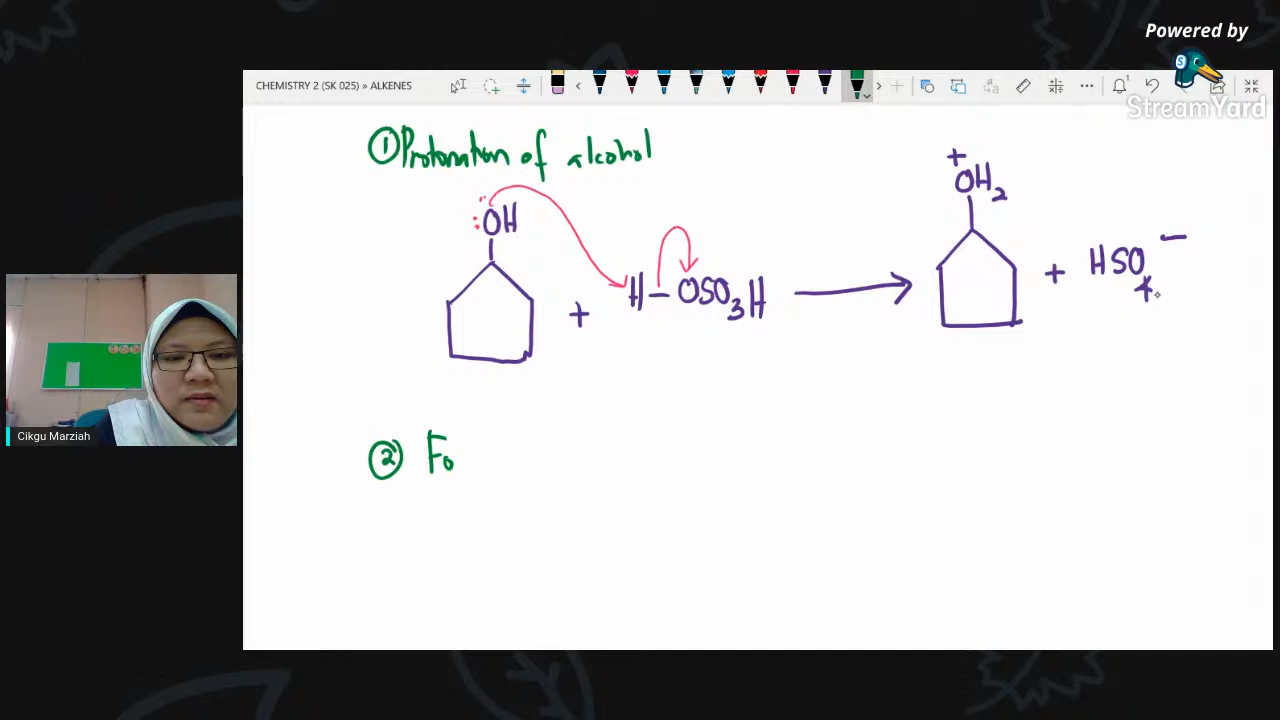 Powered by
StreamYard
CHEMISTRY 2 (SK 025) » ALKENES
① Protonation of alcohol
:ÖH + H – OSO₃H → ⁺OH₂ + HSO₄⁻
② Fo
Cikgu Marziah